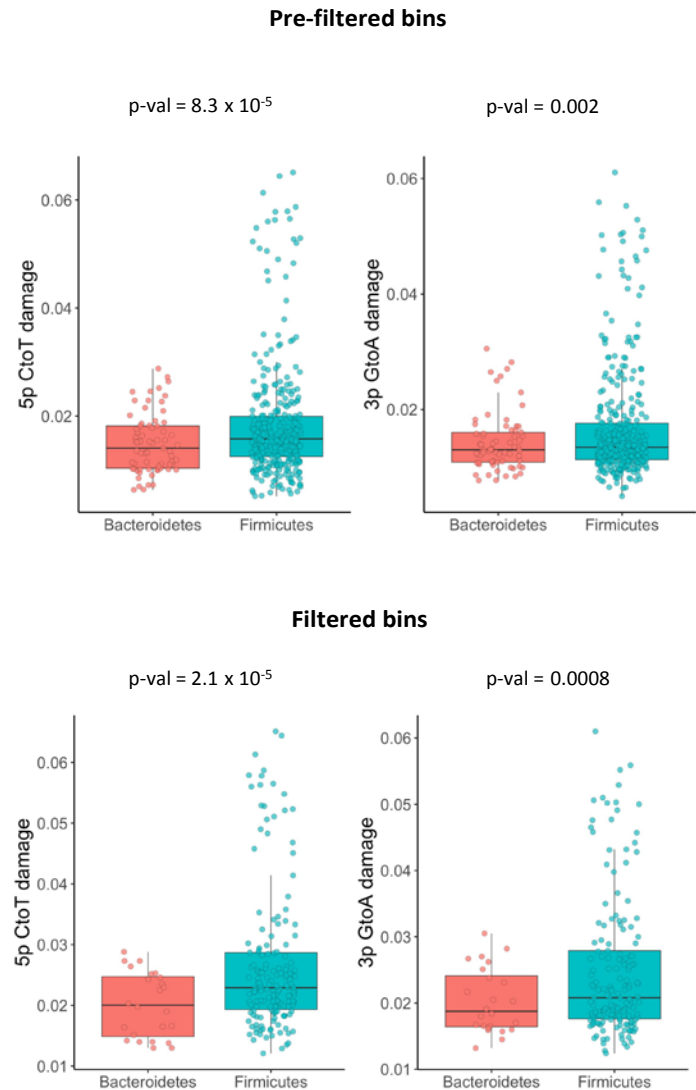 Pre-filtered bins
p-val = 8.3 x 10⁻⁵
p-val = 0.002
5p CtoT damage
0.06
0.04
0.02
Bacteroidetes
Firmicutes
3p GtoA damage
0.06
0.04
0.02
Bacteroidetes
Firmicutes
Filtered bins
p-val = 2.1 x 10⁻⁵
p-val = 0.0008
5p CtoT damage
0.06
0.05
0.04
0.03
0.02
0.01
Bacteroidetes
Firmicutes
3p GtoA damage
0.06
0.05
0.04
0.03
0.02
0.01
Bacteroidetes
Firmicutes